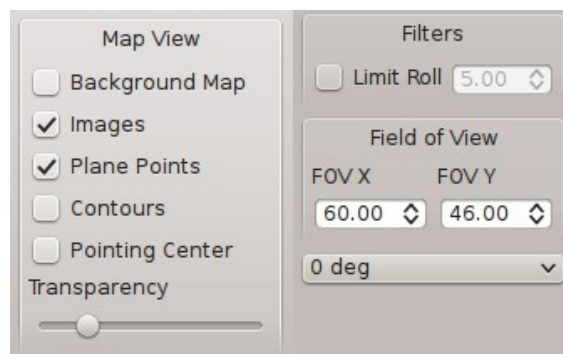 Map View
Background Map
Images
Plane Points
Contours
Pointing Center
Transparency
Filters
Limit Roll 5.00
Field of View
FOV X FOV Y
60.00 46.00
0 deg